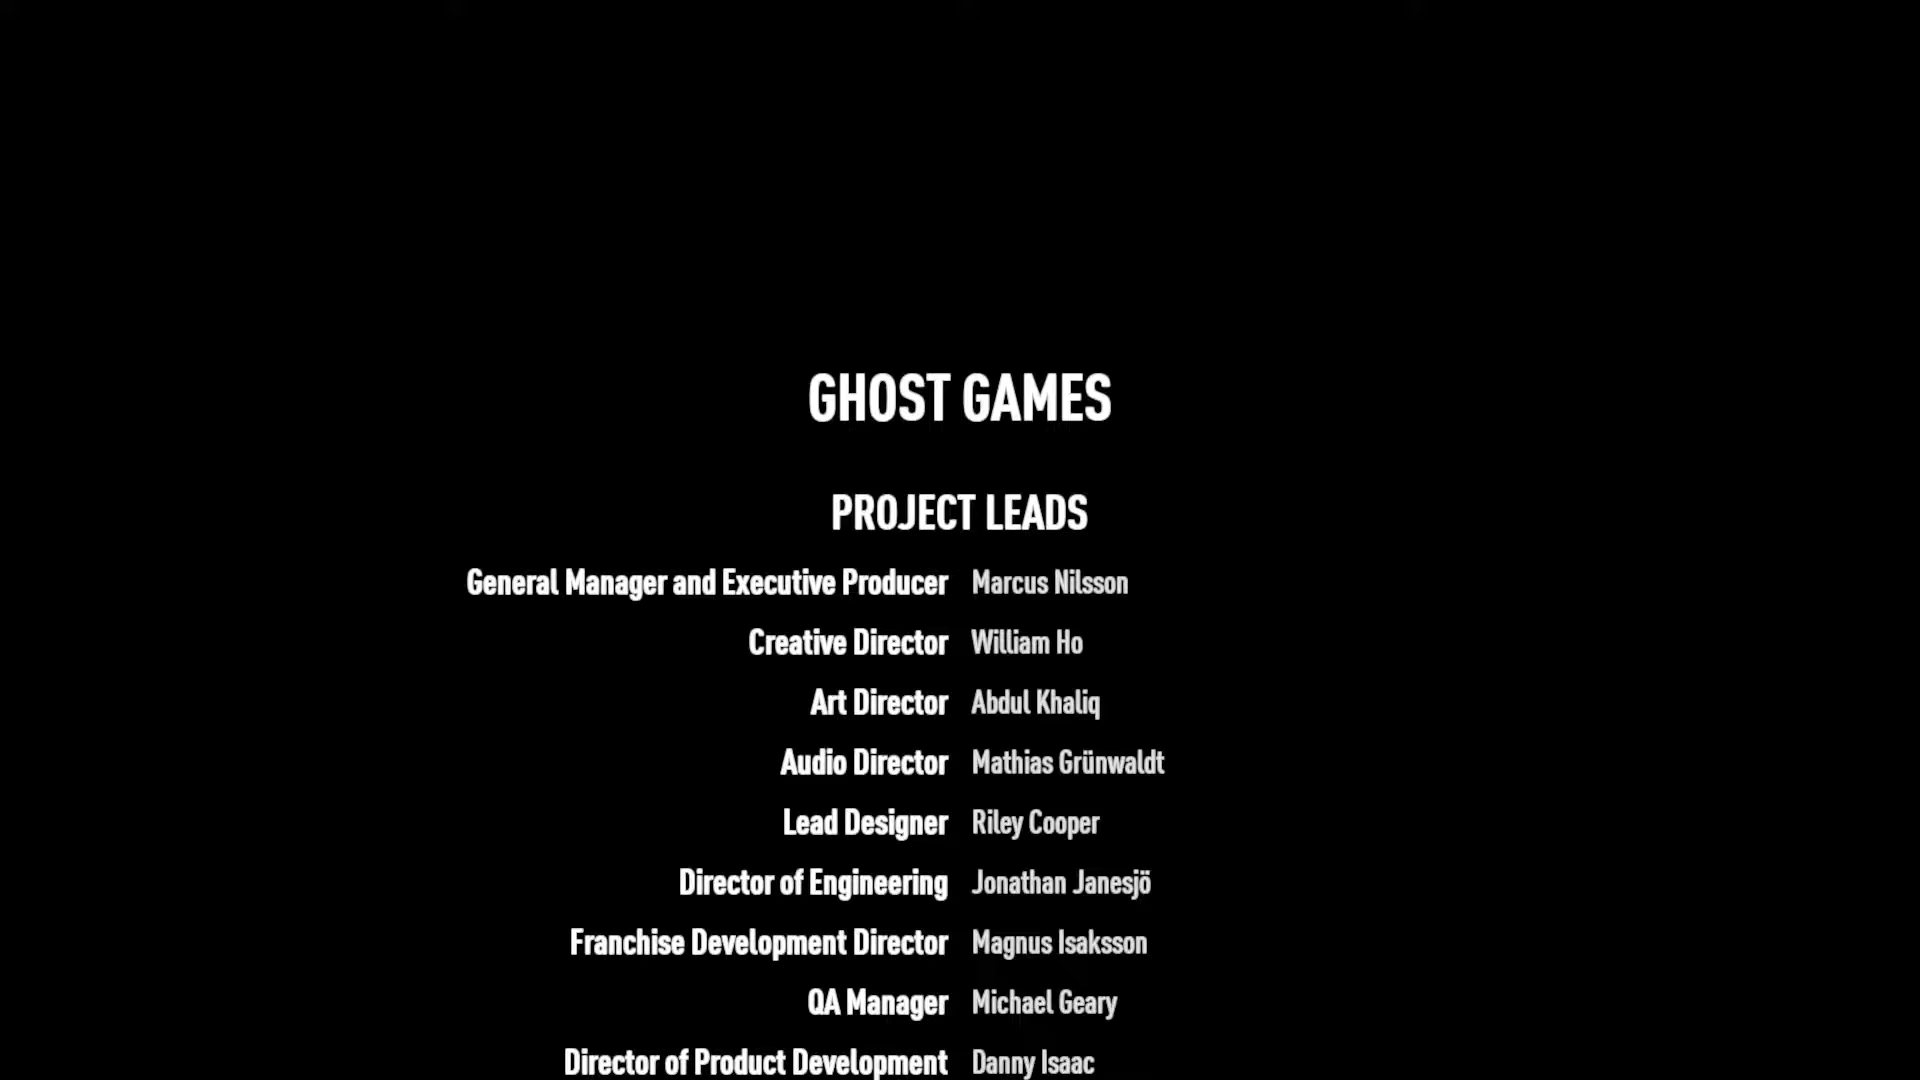 GHOST GAMES
PROJECT LEADS
General Manager and Executive Producer Marcus Nilsson
Creative Director William Ho
Art Director Abdul Khaliq
Audio Director Mathias Grünwaldt
Lead Designer Riley Cooper
Director of Engineering Jonathan Janesjö
Franchise Development Director Magnus Isaksson
QA Manager Michael Geary
Director of Product Development Danny Isaac